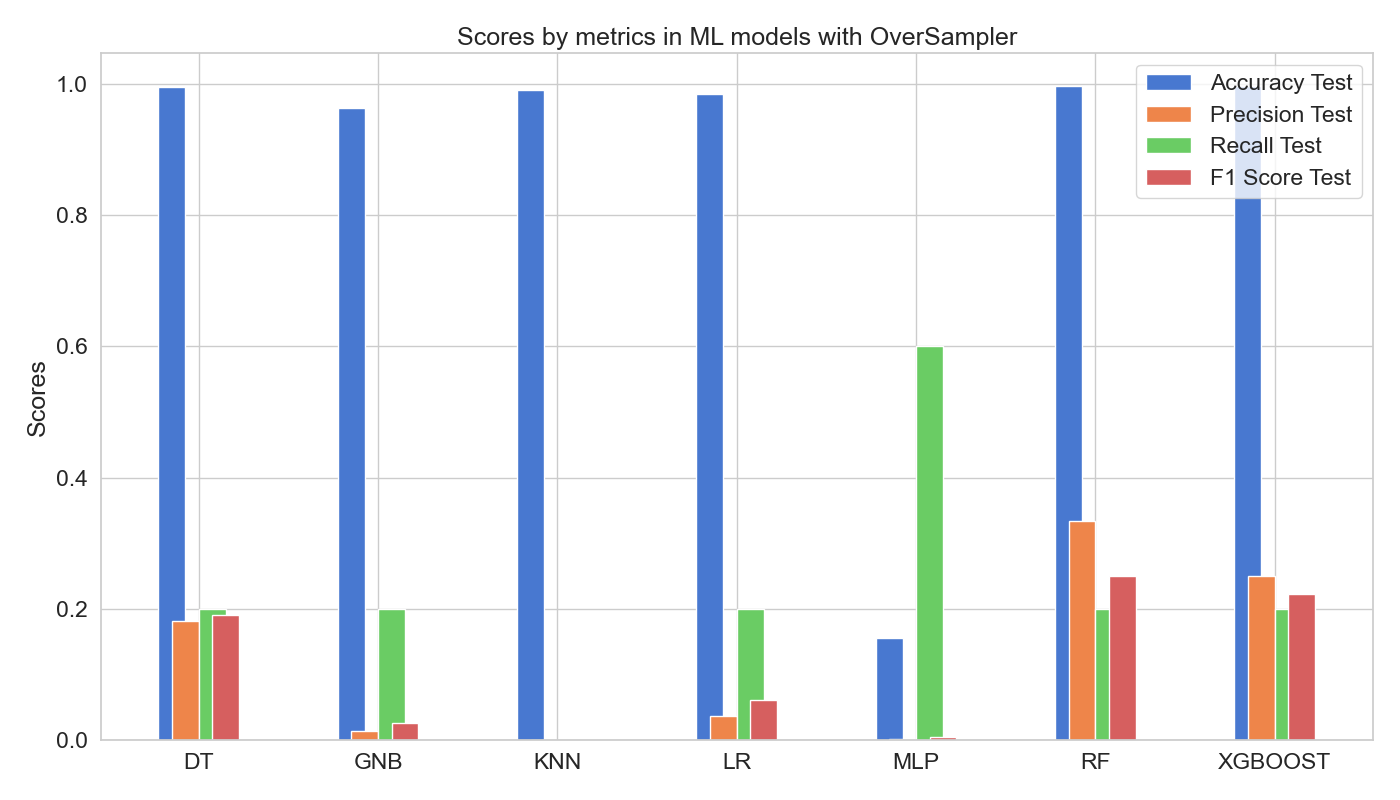 Scores by metrics in ML models with OverSampler
Accuracy Test
Precision Test
Recall Test
F1 Score Test
Scores
1.0
0.8
0.6
0.4
0.2
0.0
DT GNB KNN LR MLP RF XGBOOST